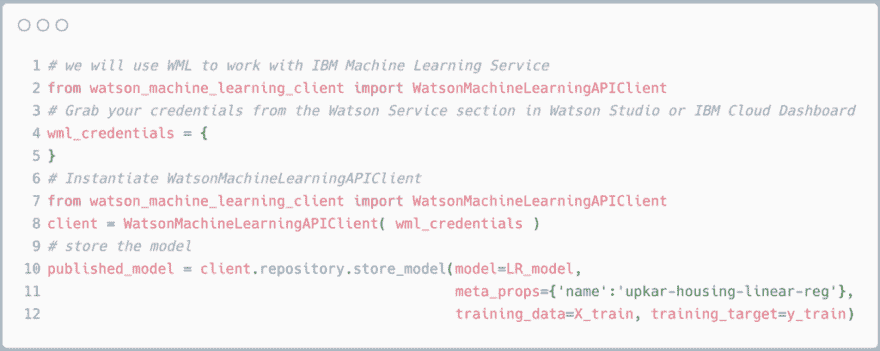 1 # we will use WML to work with IBM Machine Learning Service
2 from watson_machine_learning_client import WatsonMachineLearningAPIClient
3 # Grab your credentials from the Watson Service section in Watson Studio or IBM Cloud Dashboard
4 wml_credentials = {
5 }
6 # Instantiate WatsonMachineLearningAPIClient
7 from watson_machine_learning_client import WatsonMachineLearningAPIClient
8 client = WatsonMachineLearningAPIClient( wml_credentials )
9 # store the model
10 published_model = client.repository.store_model(model=LR_model,
11                                                 meta_props={'name':'upkar-housing-linear-reg'},
12                                                 training_data=X_train, training_target=y_train)